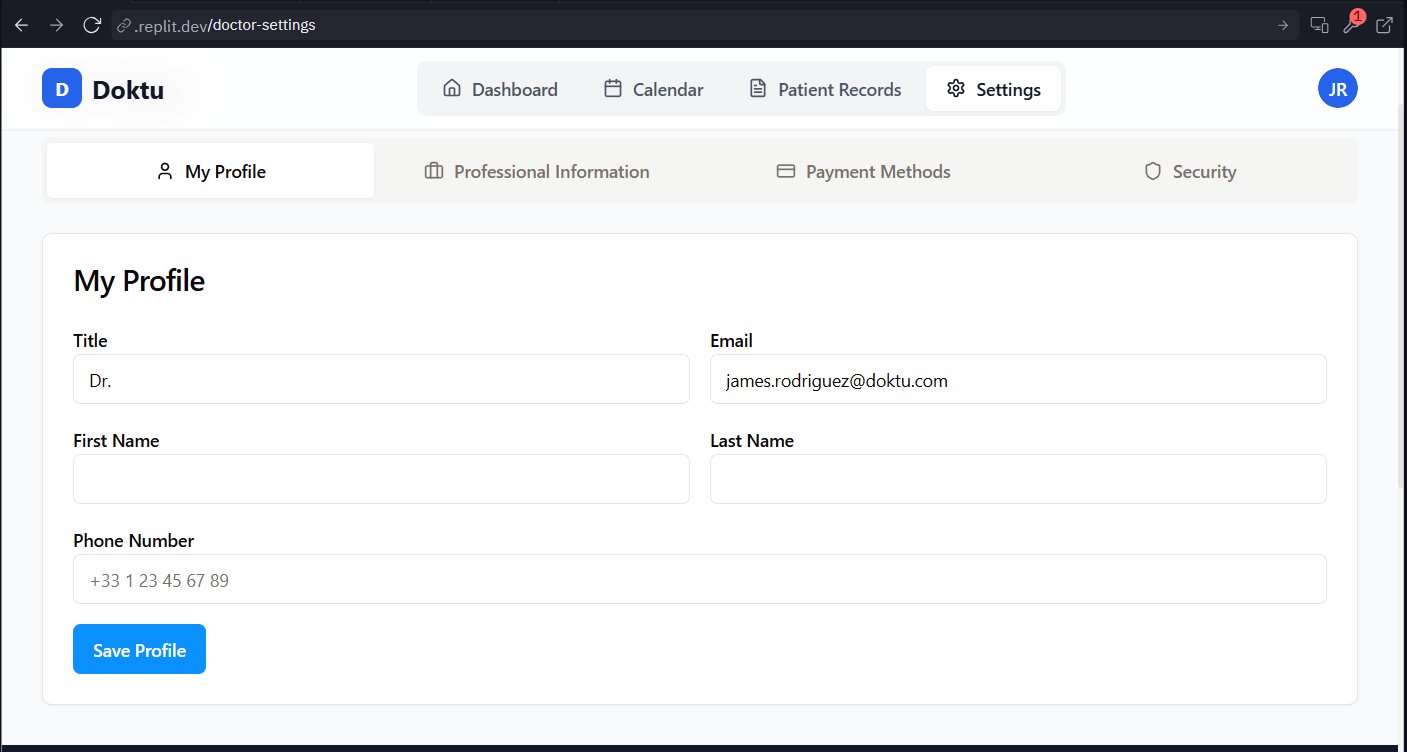 .replit.dev/doctor-settings
1
D Doktu
Dashboard Calendar Patient Records Settings
JR
My Profile Professional Information Payment Methods Security
My Profile
Title Email
Dr. james.rodriguez@doktu.com
First Name Last Name
Phone Number
+33 1 23 45 67 89
Save Profile